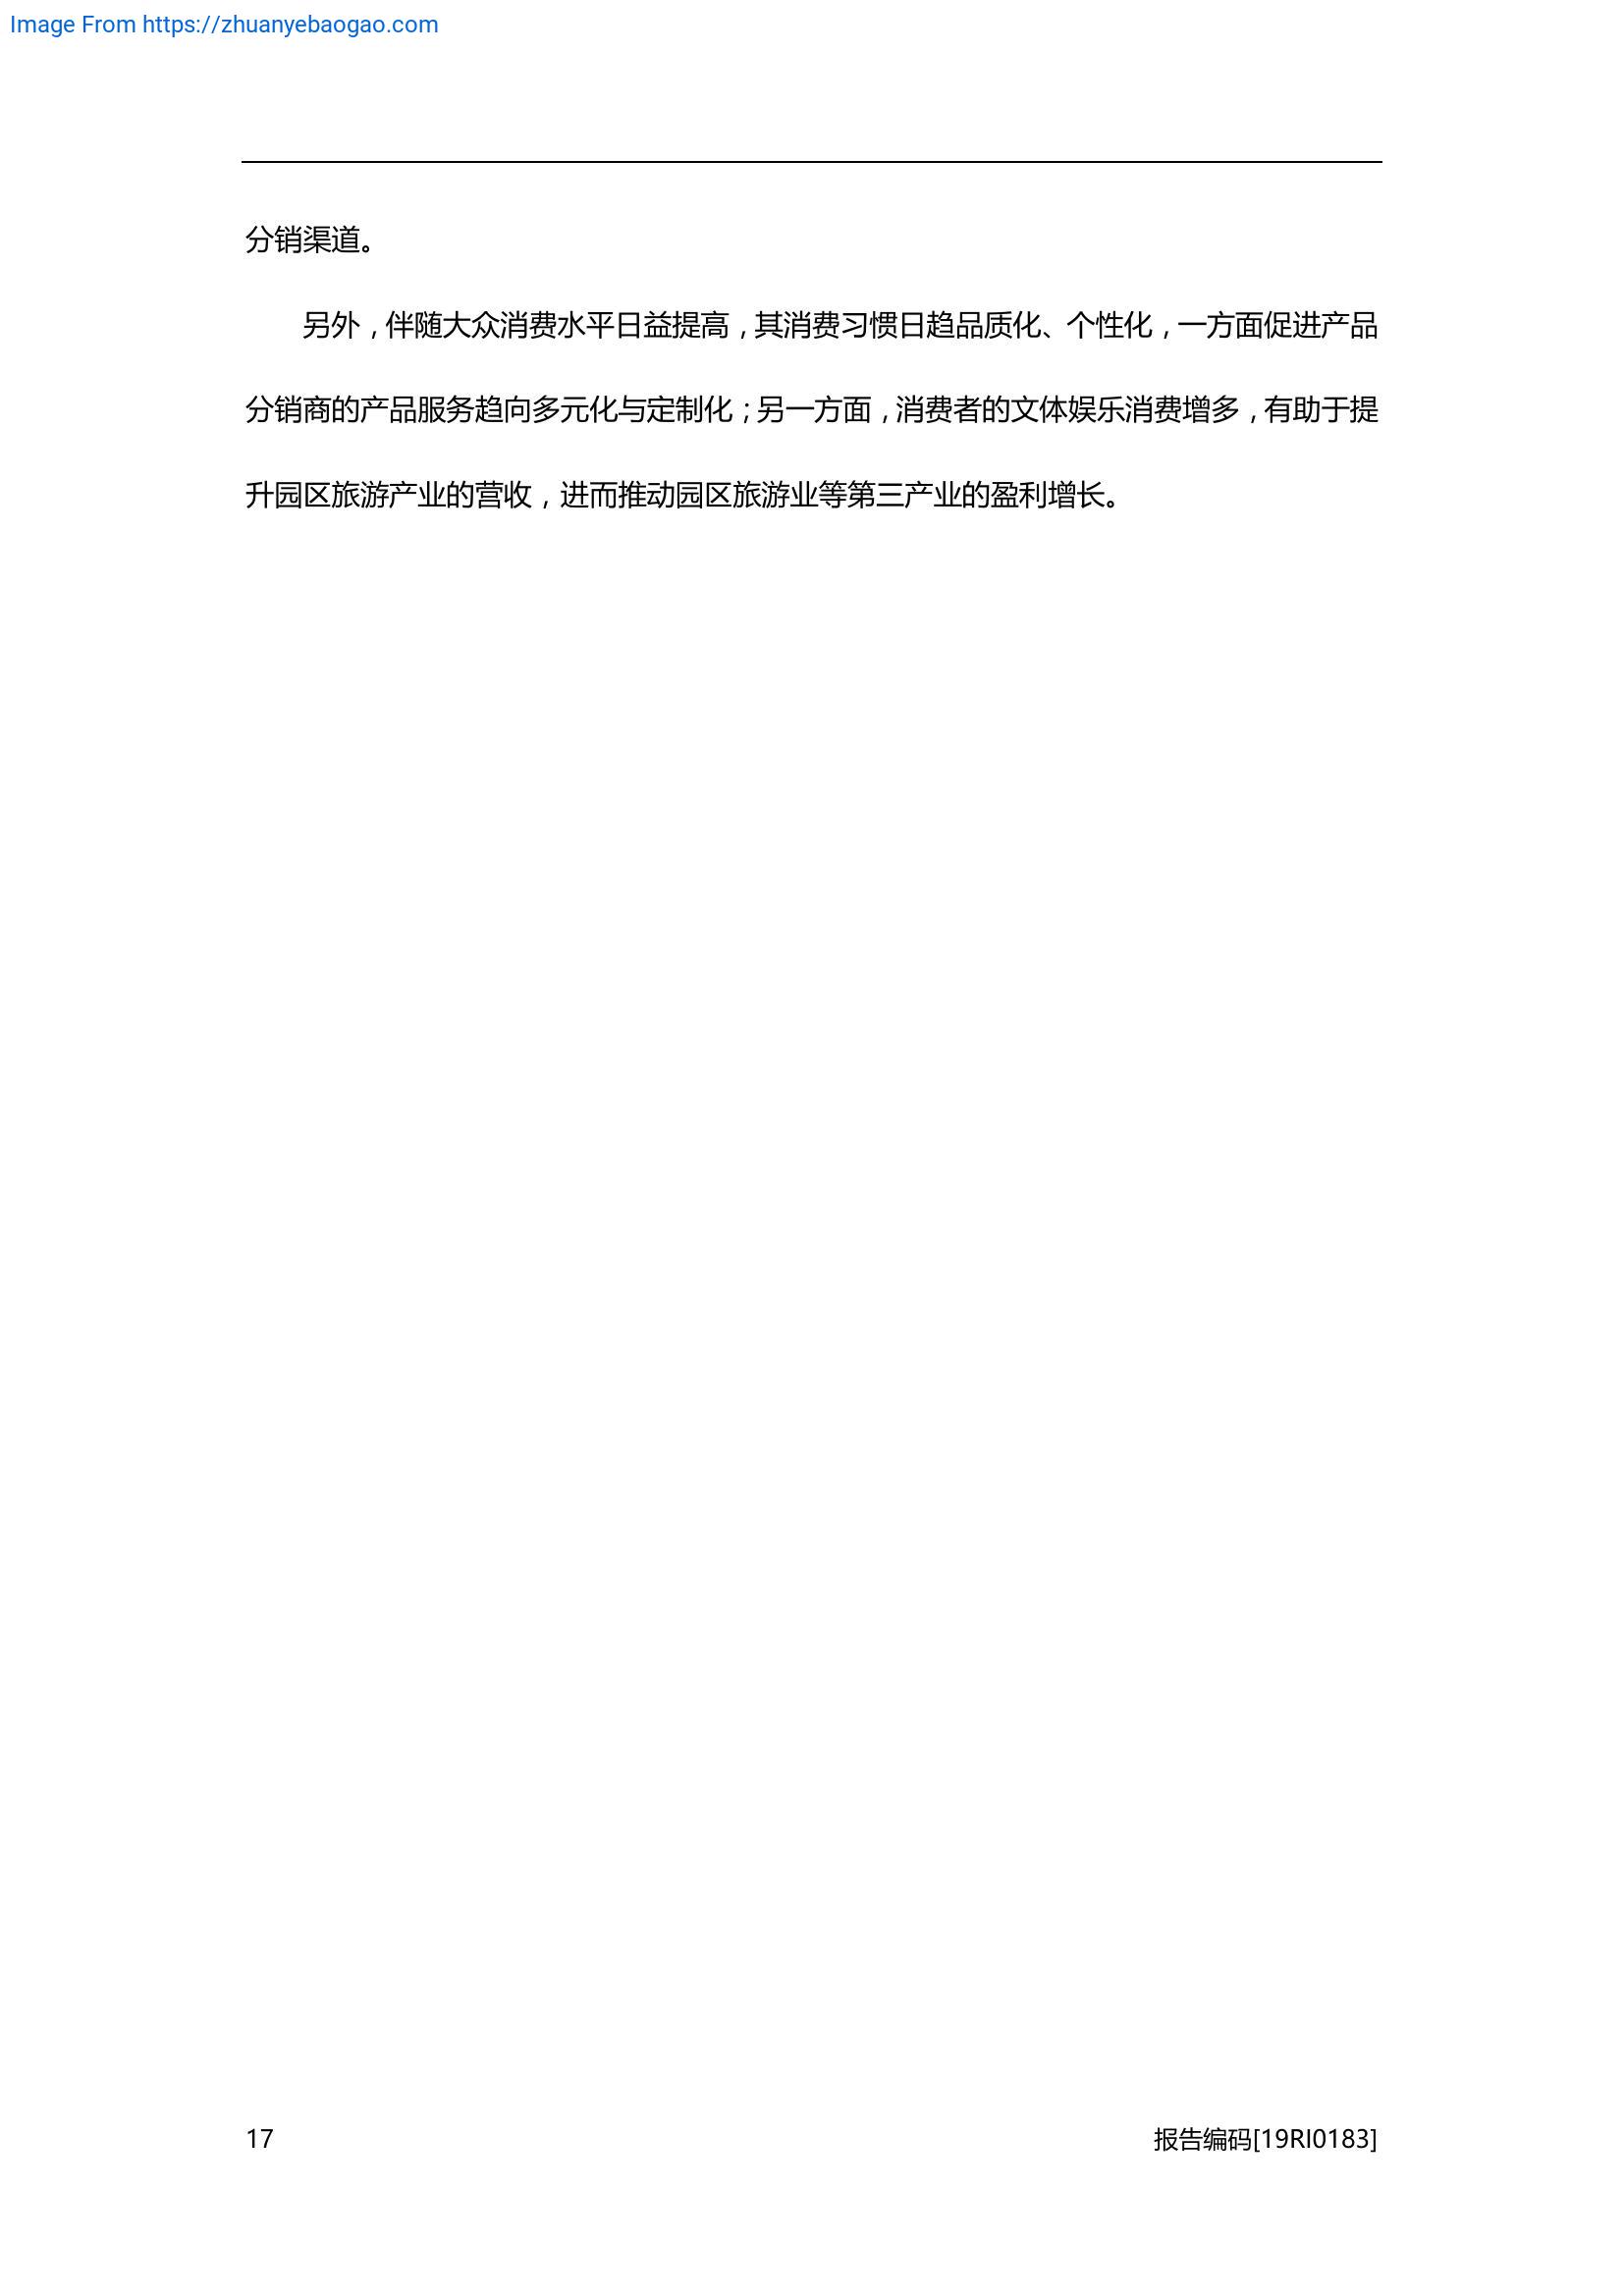 Image From https://zhuanyebaogao.com
分销渠道。
另外，伴随大众消费水平日益提高，其消费习惯日趋品质化、个性化，一方面促进产品
分销商的产品服务趋向多元化与定制化；另一方面，消费者的文体娱乐消费增多，有助于提
升园区旅游产业的营收，进而推动园区旅游业等第三产业的盈利增长。
17 报告编码[19RI0183]